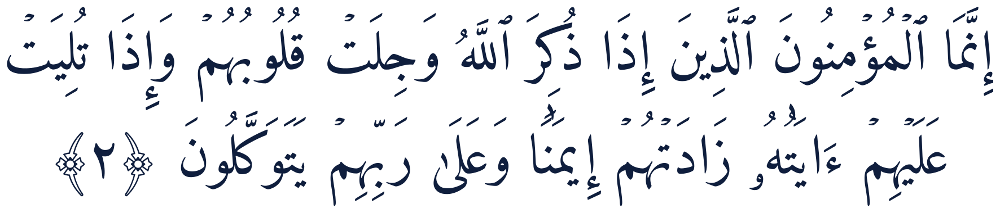 إِنَّمَا ٱلْمُؤْمِنُونَ ٱلَّذِينَ إِذَا ذُكِرَ ٱللَّهُ وَجِلَتْ قُلُوبُهُمْ وَإِذَا تُلِيَتْ
عَلَيْهِمْ ءَايَٰتُهُۥ زَادَتْهُمْ إِيمَٰنًا وَعَلَىٰ رَبِّهِمْ يَتَوَكَّلُونَ ﴿٢﴾